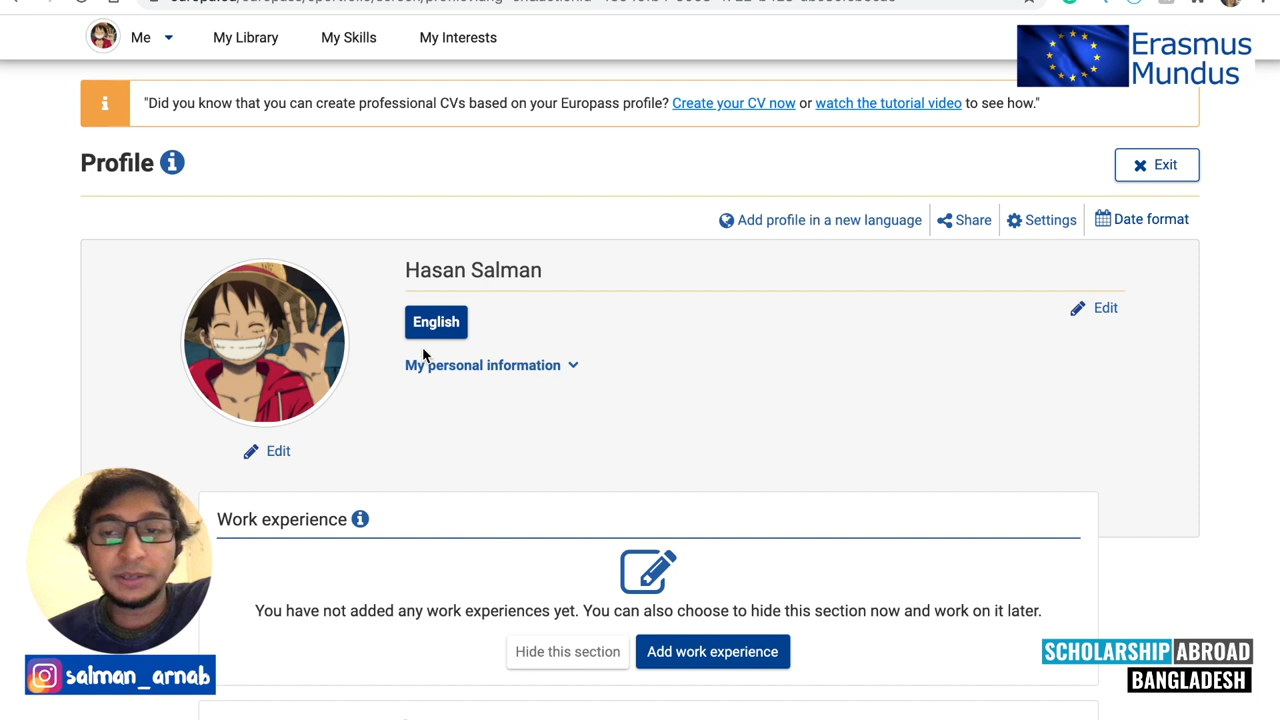 Me My Library My Skills My Interests
Erasmus
Mundus
i "Did you know that you can create professional CVs based on your Europass profile? Create your CV now or watch the tutorial video to see how."
Profile i
Exit
Add profile in a new language Share Settings Date format
Hasan Salman
Edit
English
My personal information
Edit
Work experience i
You have not added any work experiences yet. You can also choose to hide this section now and work on it later.
Hide this section Add work experience
salman_arnab
SCHOLARSHIP ABROAD
BANGLADESH